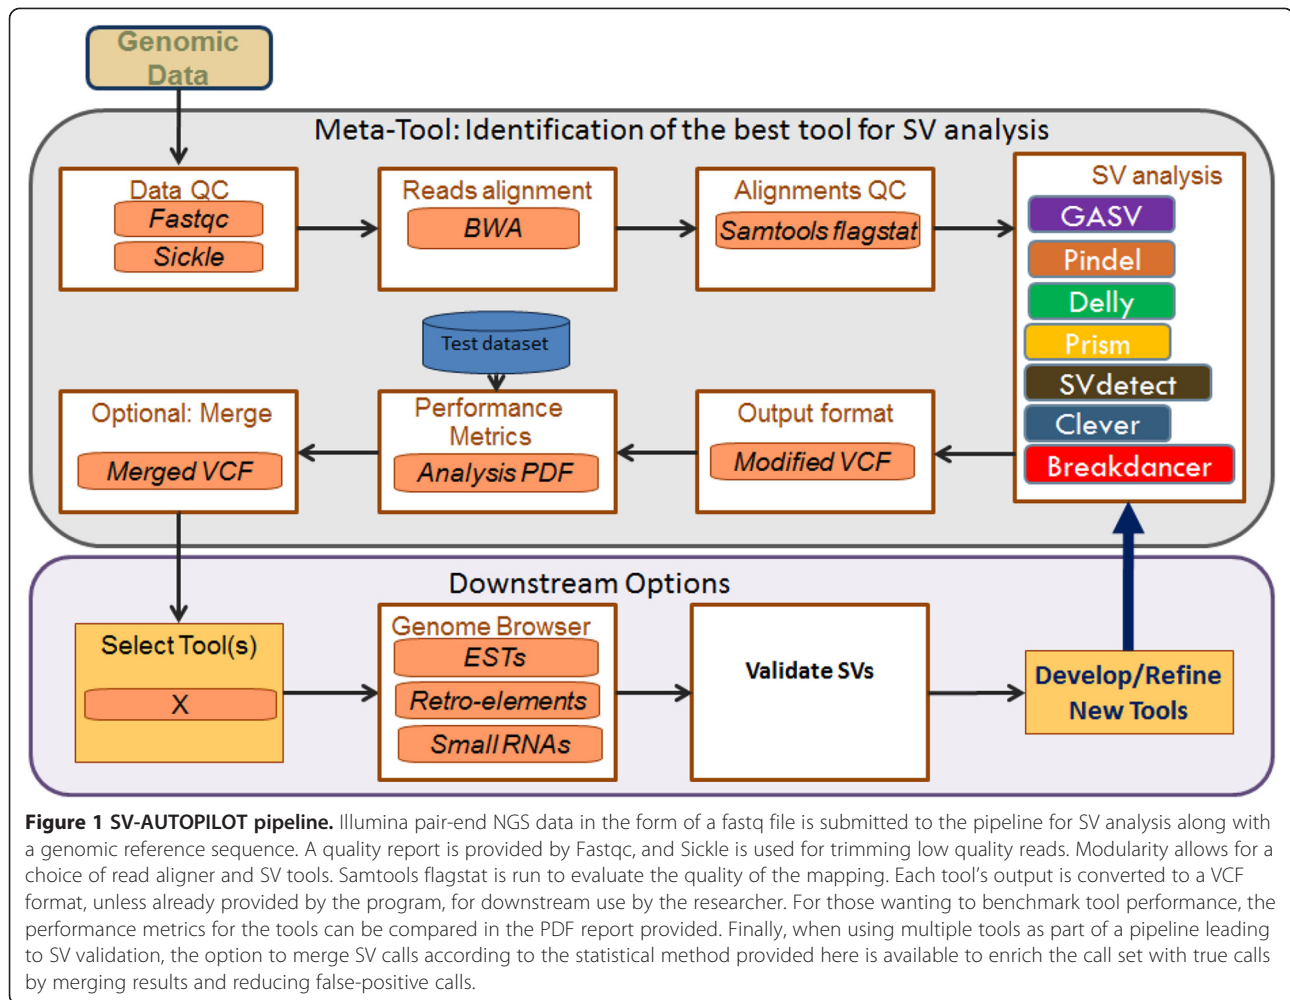 Genomic
Data
Meta-Tool: Identification of the best tool for SV analysis
Data QC
Fastqc
Sickle
Reads alignment
BWA
Alignments QC
Samtools flagstat
SV analysis
GASV
Pindel
Delly
Prism
SVdetect
Clever
Breakdancer
Test dataset
Optional: Merge
Merged VCF
Performance
Metrics
Analysis PDF
Output format
Modified VCF
Downstream Options
Select Tool(s)
X
Genome Browser
ESTs
Retro-elements
Small RNAs
Validate SVs
Develop/Refine
New Tools
Figure 1 SV-AUTOPILOT pipeline. Illumina pair-end NGS data in the form of a fastq file is submitted to the pipeline for SV analysis along with
a genomic reference sequence. A quality report is provided by Fastqc, and Sickle is used for trimming low quality reads. Modularity allows for a
choice of read aligner and SV tools. Samtools flagstat is run to evaluate the quality of the mapping. Each tool's output is converted to a VCF
format, unless already provided by the program, for downstream use by the researcher. For those wanting to benchmark tool performance, the
performance metrics for the tools can be compared in the PDF report provided. Finally, when using multiple tools as part of a pipeline leading
to SV validation, the option to merge SV calls according to the statistical method provided here is available to enrich the call set with true calls
by merging results and reducing false-positive calls.